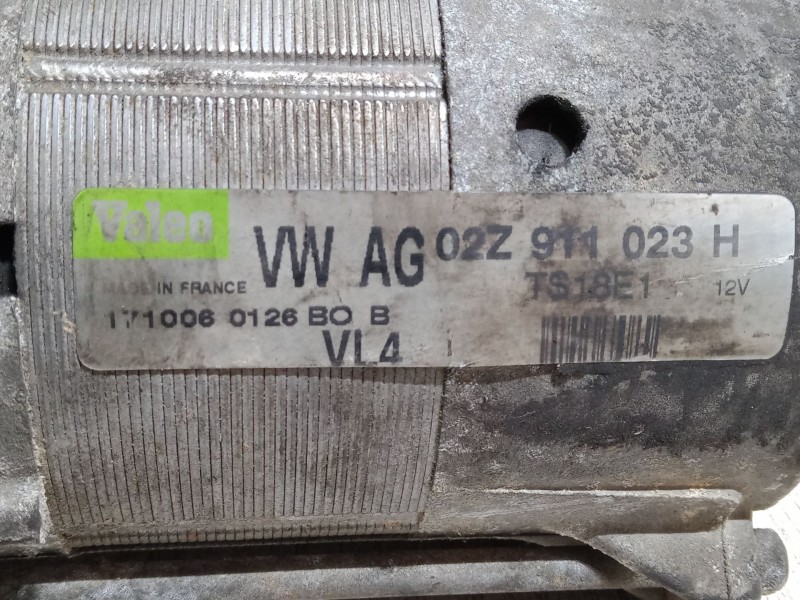 Valeo
VW AG
02Z 911 023 H
MADE IN FRANCE
TS18E1
12V
171006 0126 BO B
VL4